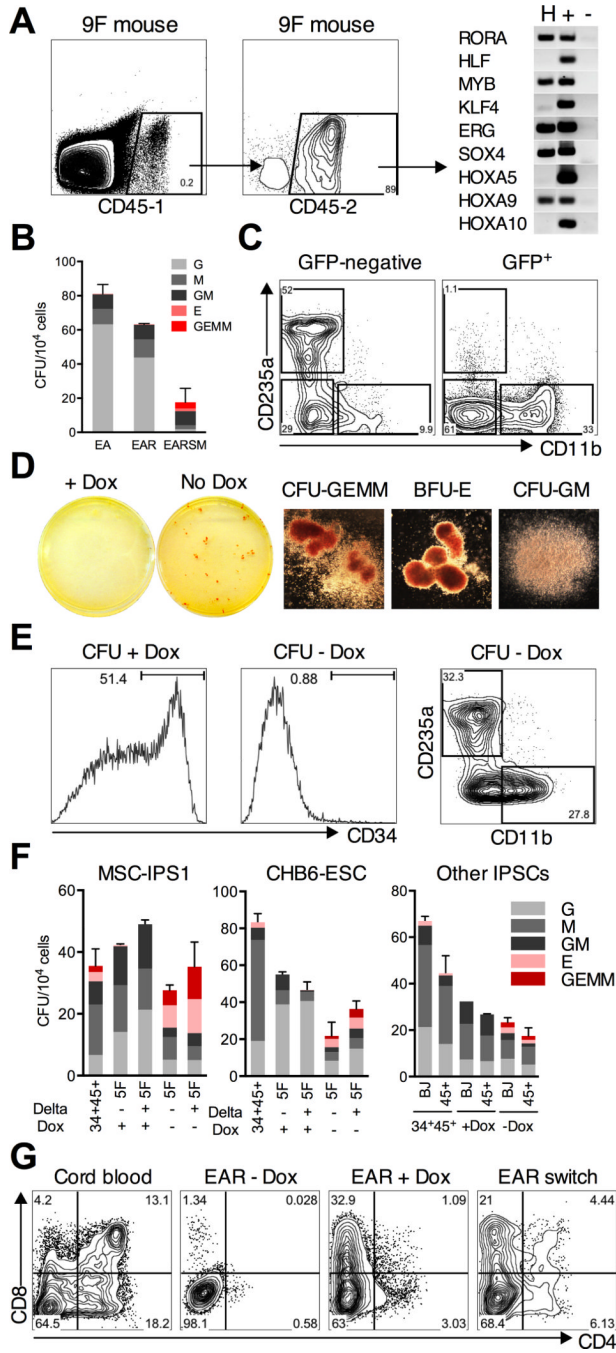 A
9F mouse
9F mouse
H + -
RORA
HLF
MYB
KLF4
ERG
SOX4
HOXA5
HOXA9
HOXA10
0.2
89
CD45-1
CD45-2
B
CFU/10⁴ cells
100
80
60
40
20
0
G
M
GM
E
GEMM
EA
EAR
EARSM
C
GFP-negative
GFP⁺
52
1.1
29
9.9
61
33
CD235a
CD11b
D
+ Dox
No Dox
CFU-GEMM
BFU-E
CFU-GM
E
CFU + Dox
CFU - Dox
CFU - Dox
51.4
0.88
32.3
27.8
CD34
CD235a
CD11b
F
MSC-IPS1
CHB6-ESC
Other IPSCs
CFU/10⁴ cells
60
40
20
0
100
80
60
40
20
0
80
60
40
20
0
G
M
GM
E
GEMM
34+45+ 5F 5F 5F 5F
Delta - + - +
Dox + + - -
34+45+ 5F 5F 5F 5F
- + - +
+ + - -
BJ 45+ BJ 45+ BJ 45+
34⁺45⁺ +Dox -Dox
G
Cord blood
EAR - Dox
EAR + Dox
EAR switch
4.2 13.1
1.34 0.028
32.9 1.09
21 4.44
64.5 18.2
98.1 0.58
63 3.03
68.4 6.13
CD8
CD4